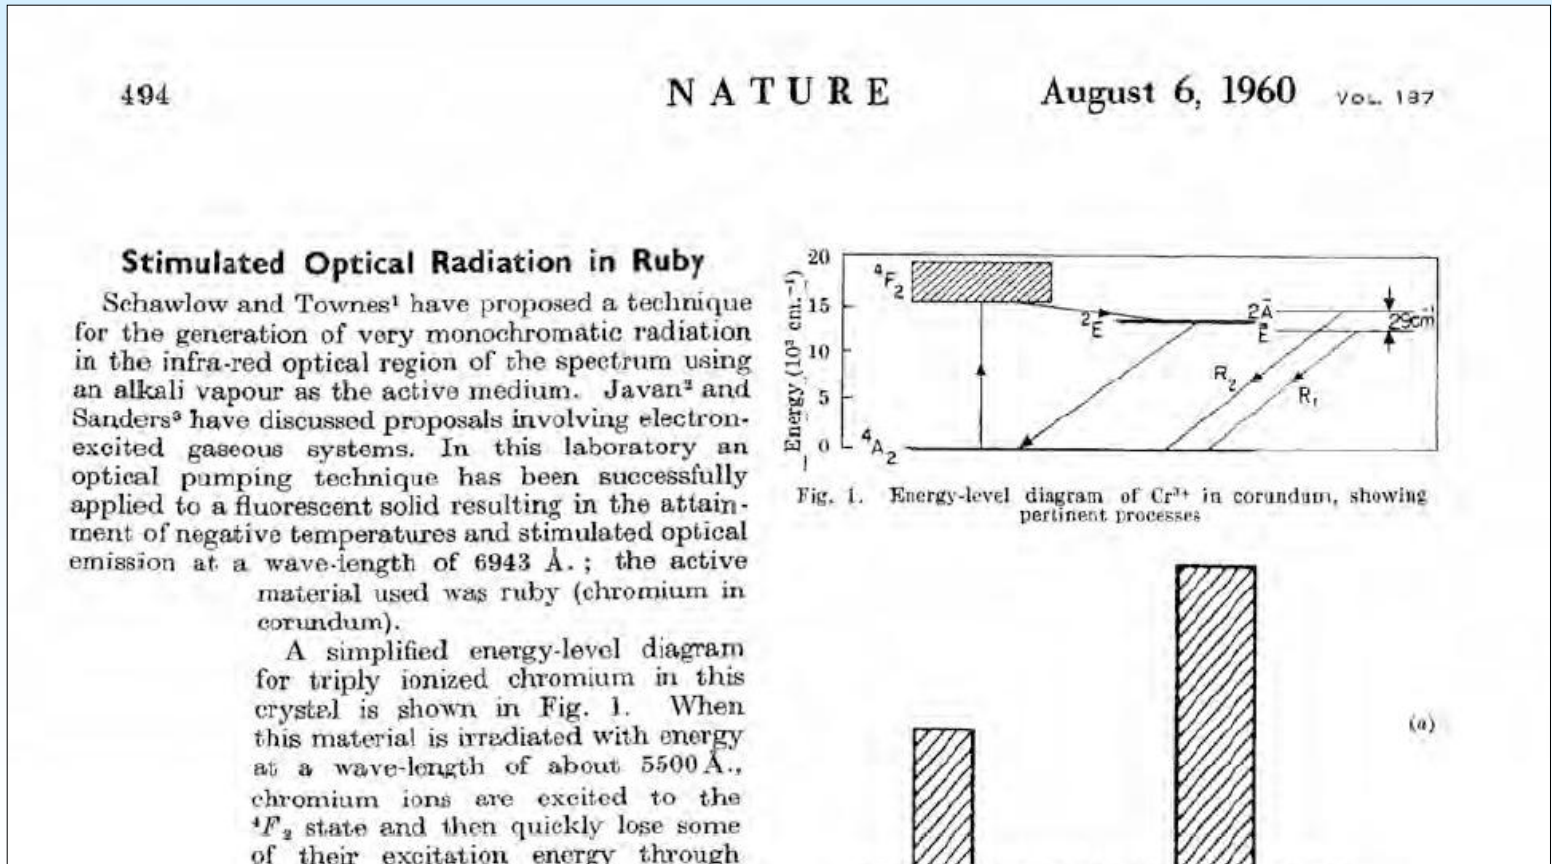 494
NATURE
August 6, 1960 VOL. 187
Stimulated Optical Radiation in Ruby
Schawlow and Townes¹ have proposed a technique
for the generation of very monochromatic radiation
in the infra-red optical region of the spectrum using
an alkali vapour as the active medium. Javan² and
Sanders³ have discussed proposals involving electron-
excited gaseous systems. In this laboratory an
optical pumping technique has been successfully
applied to a fluorescent solid resulting in the attain-
ment of negative temperatures and stimulated optical
emission at a wave-length of 6943 Å. ; the active
material used was ruby (chromium in
corundum).
A simplified energy-level diagram
for triply ionized chromium in this
crystal is shown in Fig. 1. When
this material is irradiated with energy
at a wave-length of about 5500 Å.,
chromium ions are excited to the
⁴F₂ state and then quickly lose some
of their excitation energy through
Energy (10³ cm.⁻¹)
20
15
10
5
0
⁴F₂
²E
2Ā
Ē
29cm⁻¹
R₂
R₁
⁴A₂
Fig. 1. Energy-level diagram of Cr³⁺ in corundum, showing
pertinent processes
(a)